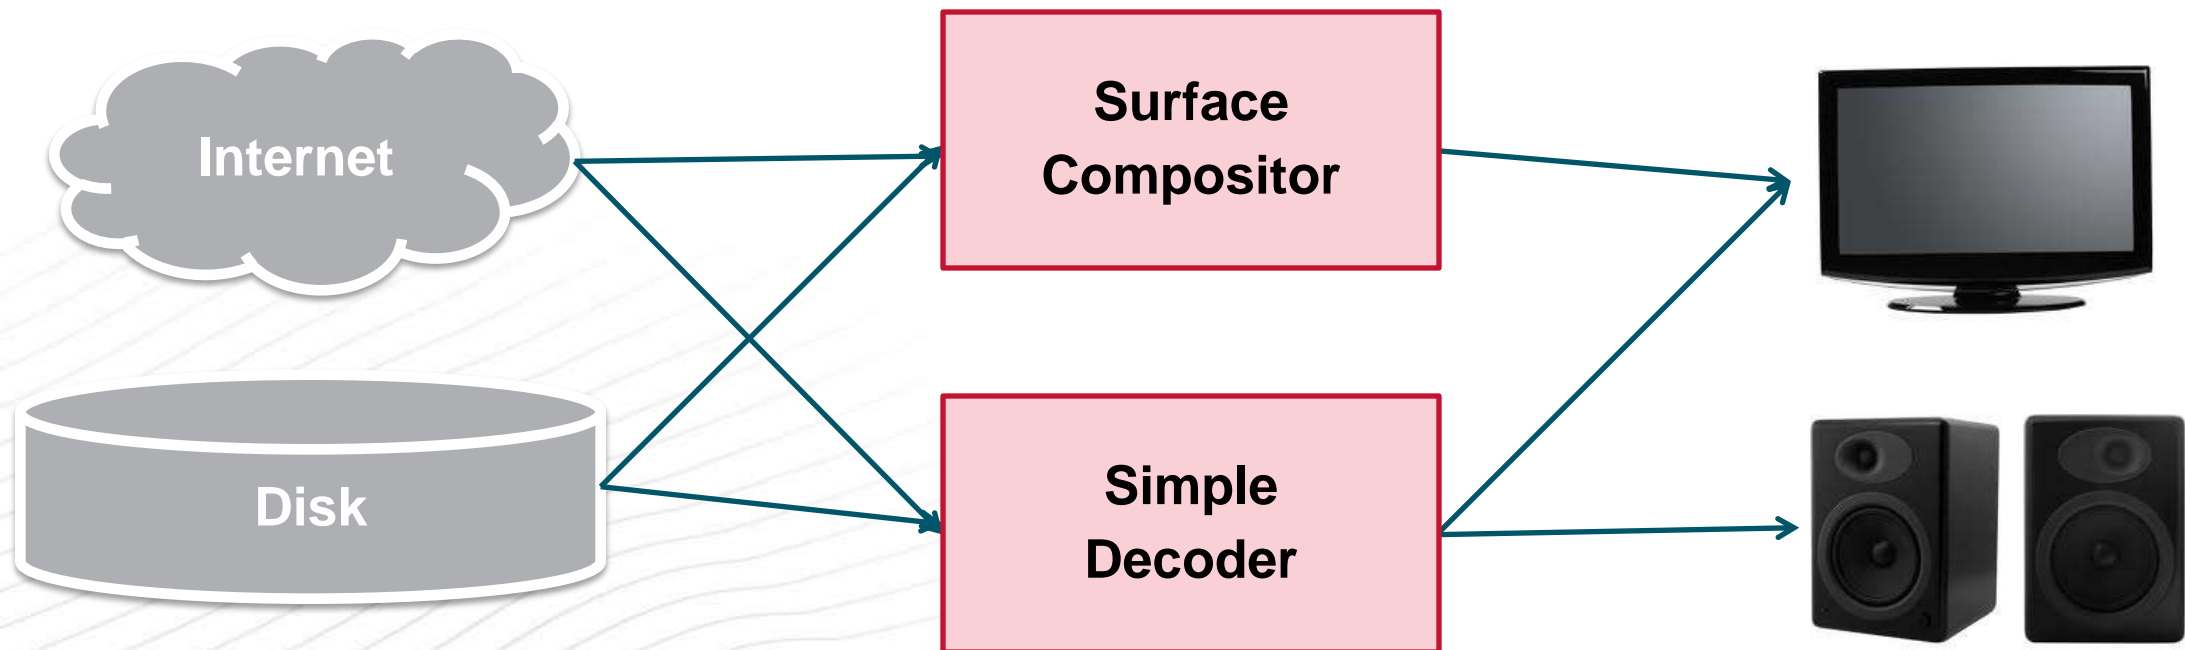 Internet
Surface
Compositor
Disk
Simple
Decoder